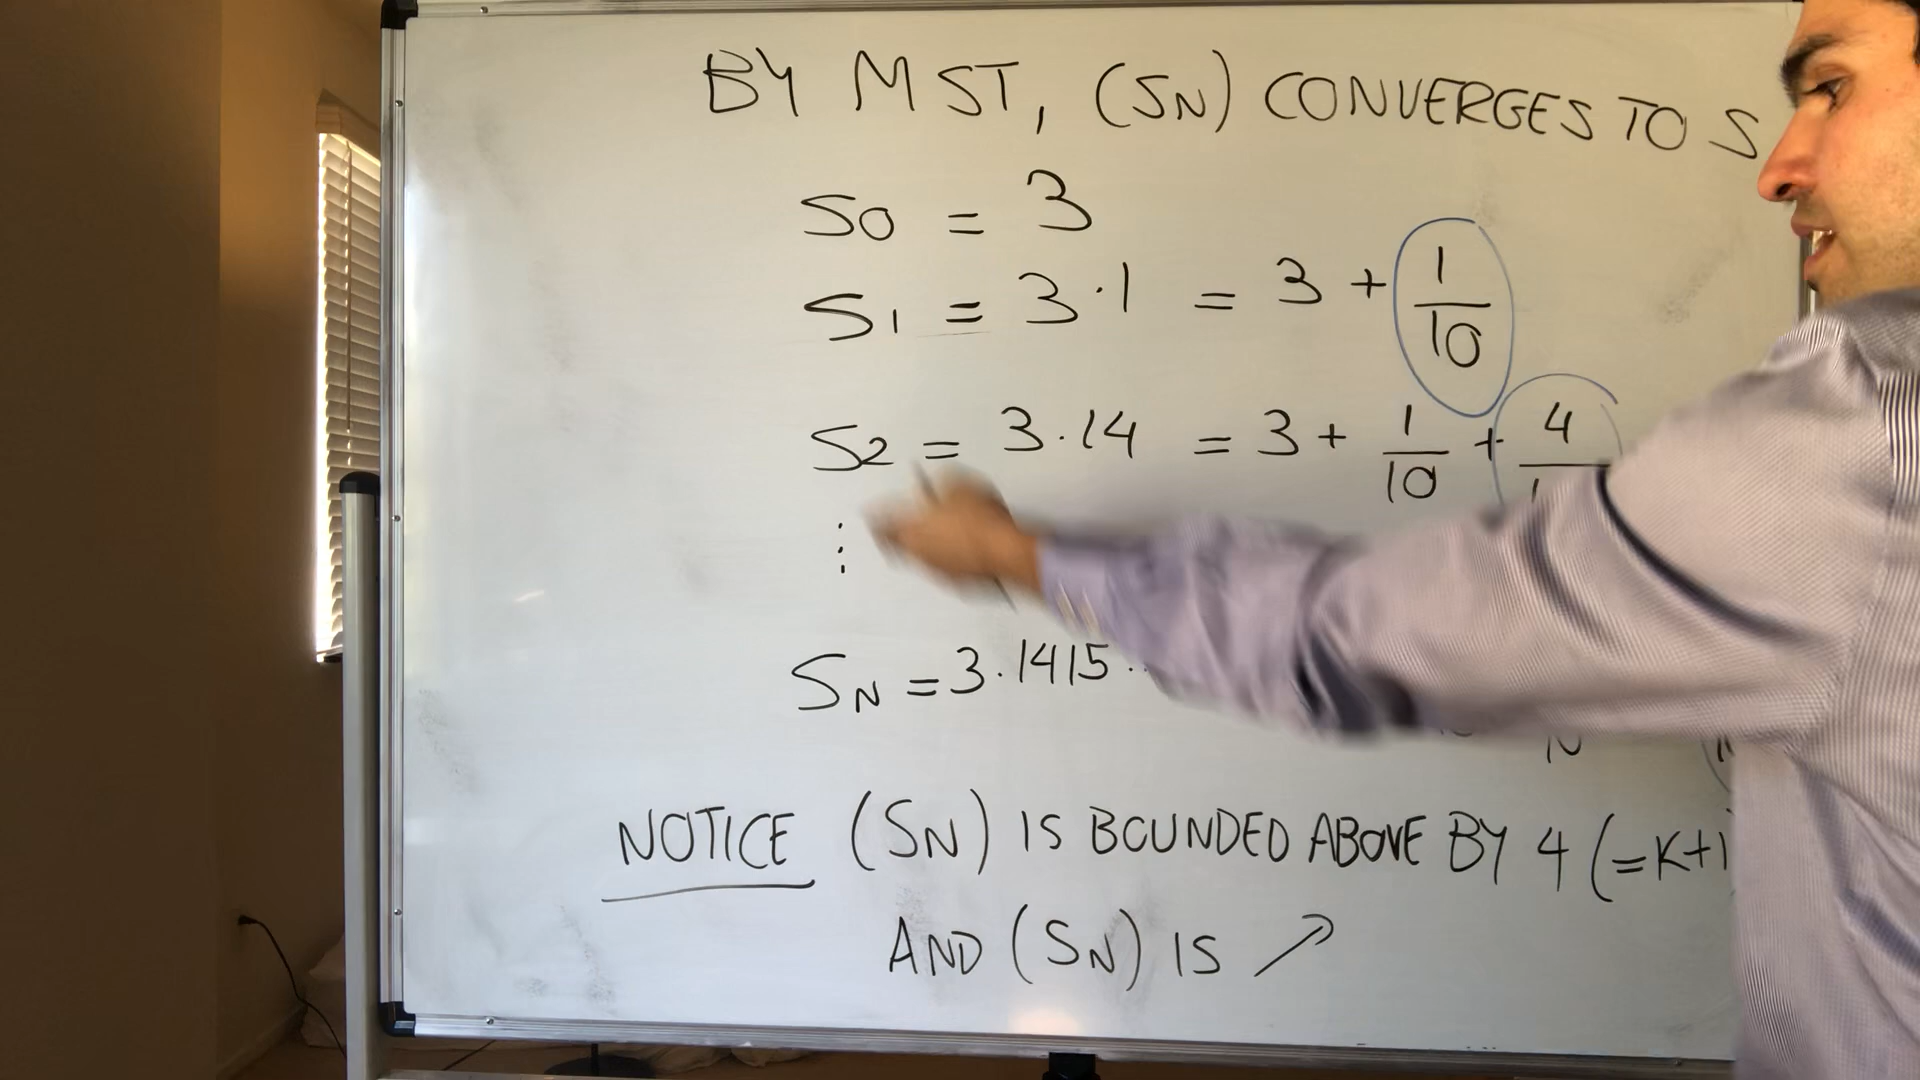 BY MST, (SN) CONVERGES TO S
S0 = 3
S1 = 3.1 = 3 + 1/10
S2 = 3.14 = 3 + 1/10 + 4
⋮
SN = 3.1415..
NOTICE (SN) IS BOUNDED ABOVE BY 4 (=K+1
AND (SN) IS ↗